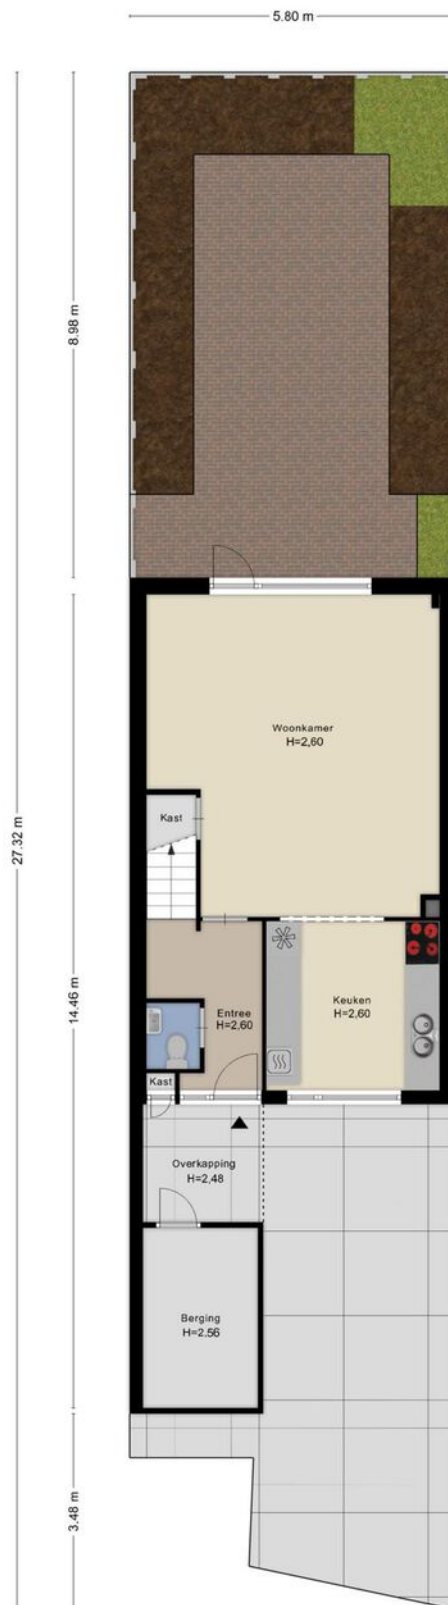 5.80 m
8.98 m
Woonkamer
H=2,60
Kast
27.32 m
14.46 m
Entree
H=2,60
Keuken
H=2,60
Kast
Overkapping
H=2,48
Berging
H=2.56
3.48 m